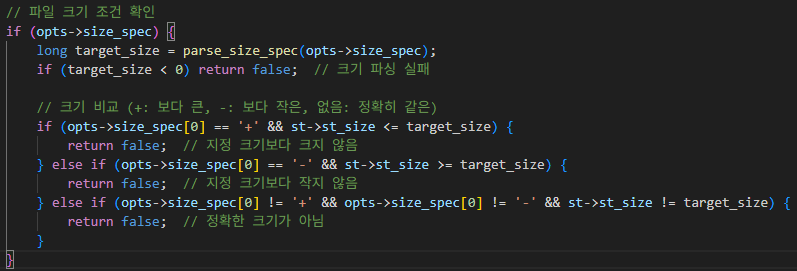 // 파일 크기 조건 확인
if (opts->size_spec) {
    long target_size = parse_size_spec(opts->size_spec);
    if (target_size < 0) return false;  // 크기 파싱 실패

    // 크기 비교 (+: 보다 큰, -: 보다 작은, 없음: 정확히 같은)
    if (opts->size_spec[0] == '+' && st->st_size <= target_size) {
        return false;  // 지정 크기보다 크지 않음
    } else if (opts->size_spec[0] == '-' && st->st_size >= target_size) {
        return false;  // 지정 크기보다 작지 않음
    } else if (opts->size_spec[0] != '+' && opts->size_spec[0] != '-' && st->st_size != target_size) {
        return false;  // 정확한 크기가 아님
    }
}